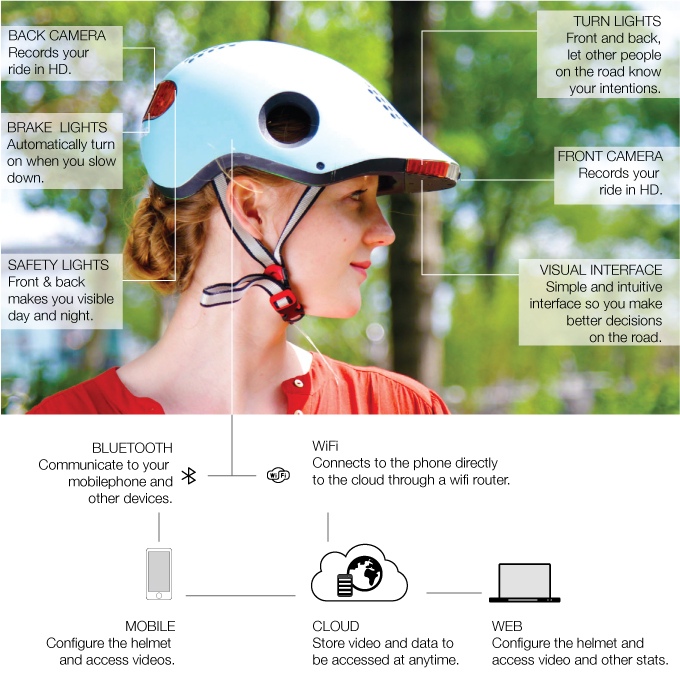 BACK CAMERA
Records your
ride in HD.
BRAKE LIGHTS
Automatically turn
on when you slow
down.
SAFETY LIGHTS
Front & back
makes you visible
day and night.
TURN LIGHTS
Front and back,
let other people
on the road know
your intentions.
FRONT CAMERA
Records your
ride in HD.
VISUAL INTERFACE
Simple and intuitive
interface so you make
better decisions
on the road.
BLUETOOTH
Communicate to your
mobilephone and
other devices.
WiFi
WiFi
Connects to the phone directly
to the cloud through a wifi router.
MOBILE
Configure the helmet
and access videos.
CLOUD
Store video and data to
be accessed at anytime.
WEB
Configure the helmet and
access video and other stats.